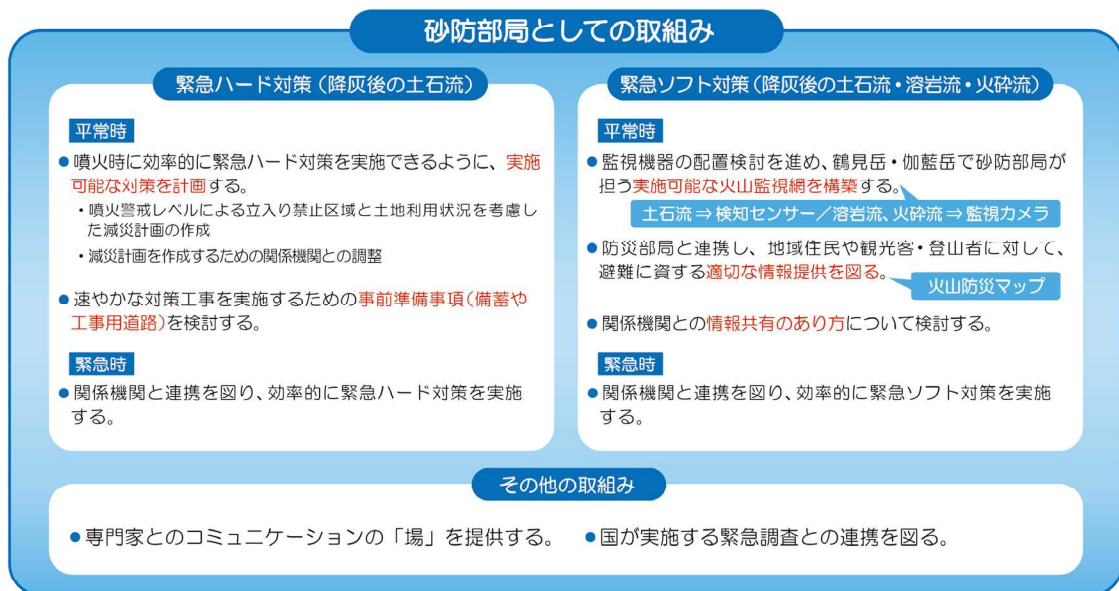 砂防部局としての取組み
緊急ハード対策（降灰後の土石流）
平常時
●噴火時に効率的に緊急ハード対策を実施できるように、実施
可能な対策を計画する。
・噴火警戒レベルによる立入り禁止区域と土地利用状況を考慮し
た減災計画の作成
・減災計画を作成するための関係機関との調整
●速やかな対策工事を実施するための事前準備事項（備蓄や
工事用道路）を検討する。
緊急時
●関係機関と連携を図り、効率的に緊急ハード対策を実施
する。
緊急ソフト対策（降灰後の土石流・溶岩流・火砕流）
平常時
●監視機器の配置検討を進め、鶴見岳・伽藍岳で砂防部局が
担う実施可能な火山監視網を構築する。
土石流⇒検知センサー／溶岩流、火砕流⇒監視カメラ
●防災部局と連携し、地域住民や観光客・登山者に対して、
避難に資する適切な情報提供を図る。
火山防災マップ
●関係機関との情報共有のあり方について検討する。
緊急時
●関係機関と連携を図り、効率的に緊急ソフト対策を実施
する。
その他の取組み
●専門家とのコミュニケーションの「場」を提供する。
●国が実施する緊急調査との連携を図る。